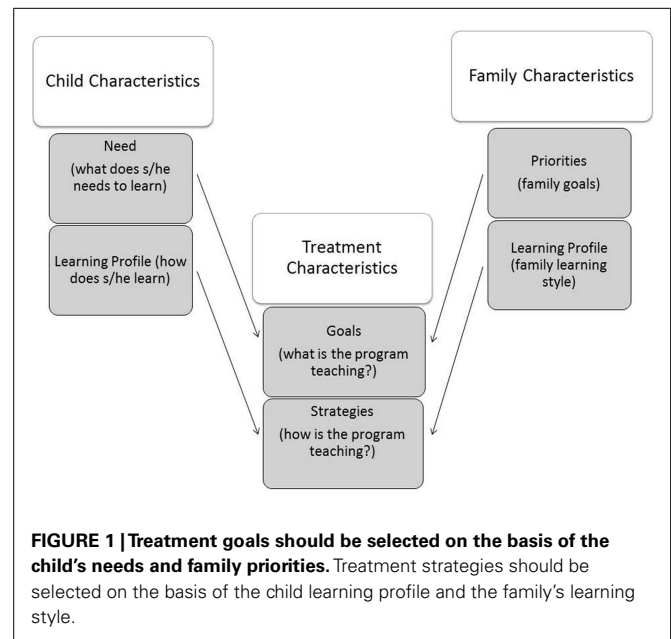 Child Characteristics
Need
(what does s/he
needs to learn)
Learning Profile (how
does s/he learn)
Family Characteristics
Priorities
(family goals)
Learning Profile
(family learning
style)
Treatment
Characteristics
Goals
(what is the program
teaching?)
Strategies
(how is the program
teaching?)
FIGURE 1 | Treatment goals should be selected on the basis of the
child's needs and family priorities. Treatment strategies should be
selected on the basis of the child learning profile and the family's learning
style.